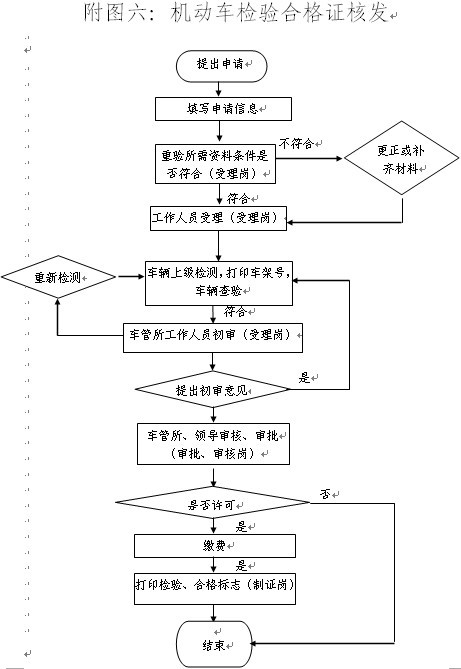 附图六：机动车检验合格证核发
提出申请
填写申请信息
重验所需资料条件是
否符合（受理岗）
不符合
更正或补
齐材料
符合
工作人员受理（受理岗）
重新检测
车辆上级检测，打印车架号，
车辆查验
符合
车管所工作人员初审（受理岗）
提出初审意见
是
车管所、领导审核、审批
（审批、审核岗）
是否许可
否
是
缴费
是
打印检验、合格标志（制证岗）
结束